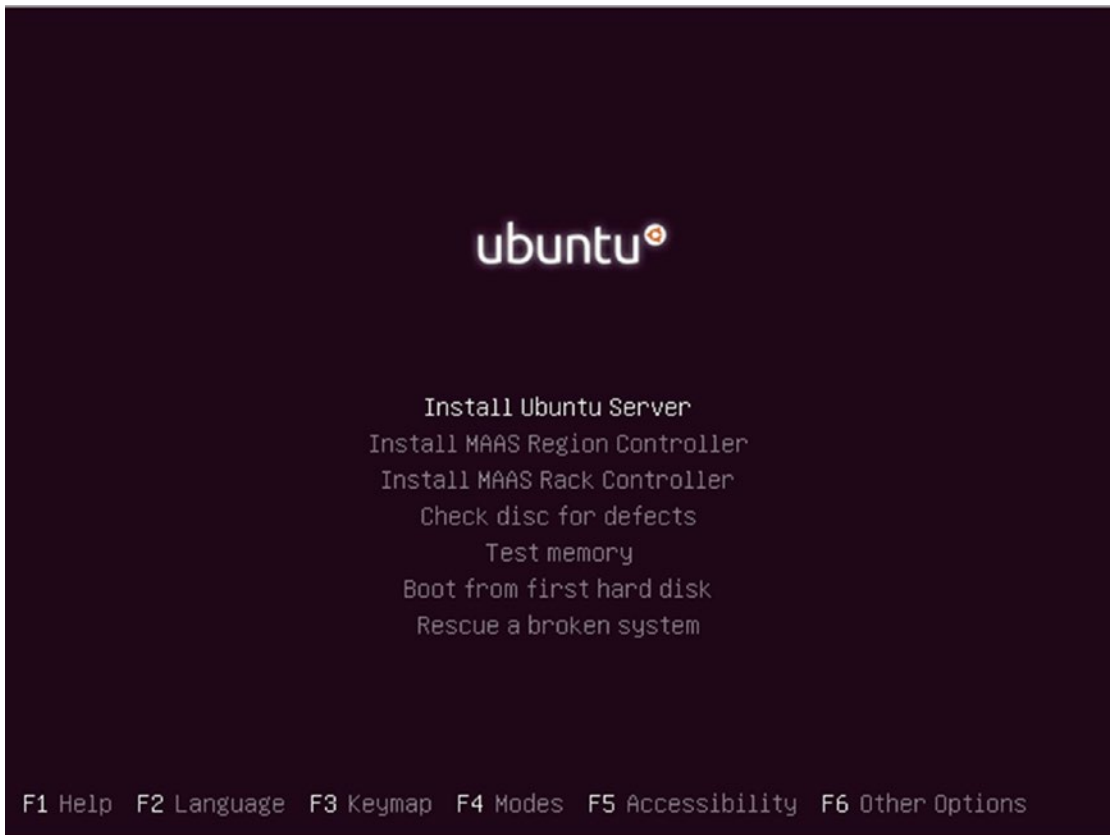 ubuntu
Install Ubuntu Server
Install MAAS Region Controller
Install MAAS Rack Controller
Check disc for defects
Test memory
Boot from first hard disk
Rescue a broken system
F1 Help F2 Language F3 Keymap F4 Modes F5 Accessibility F6 Other Options